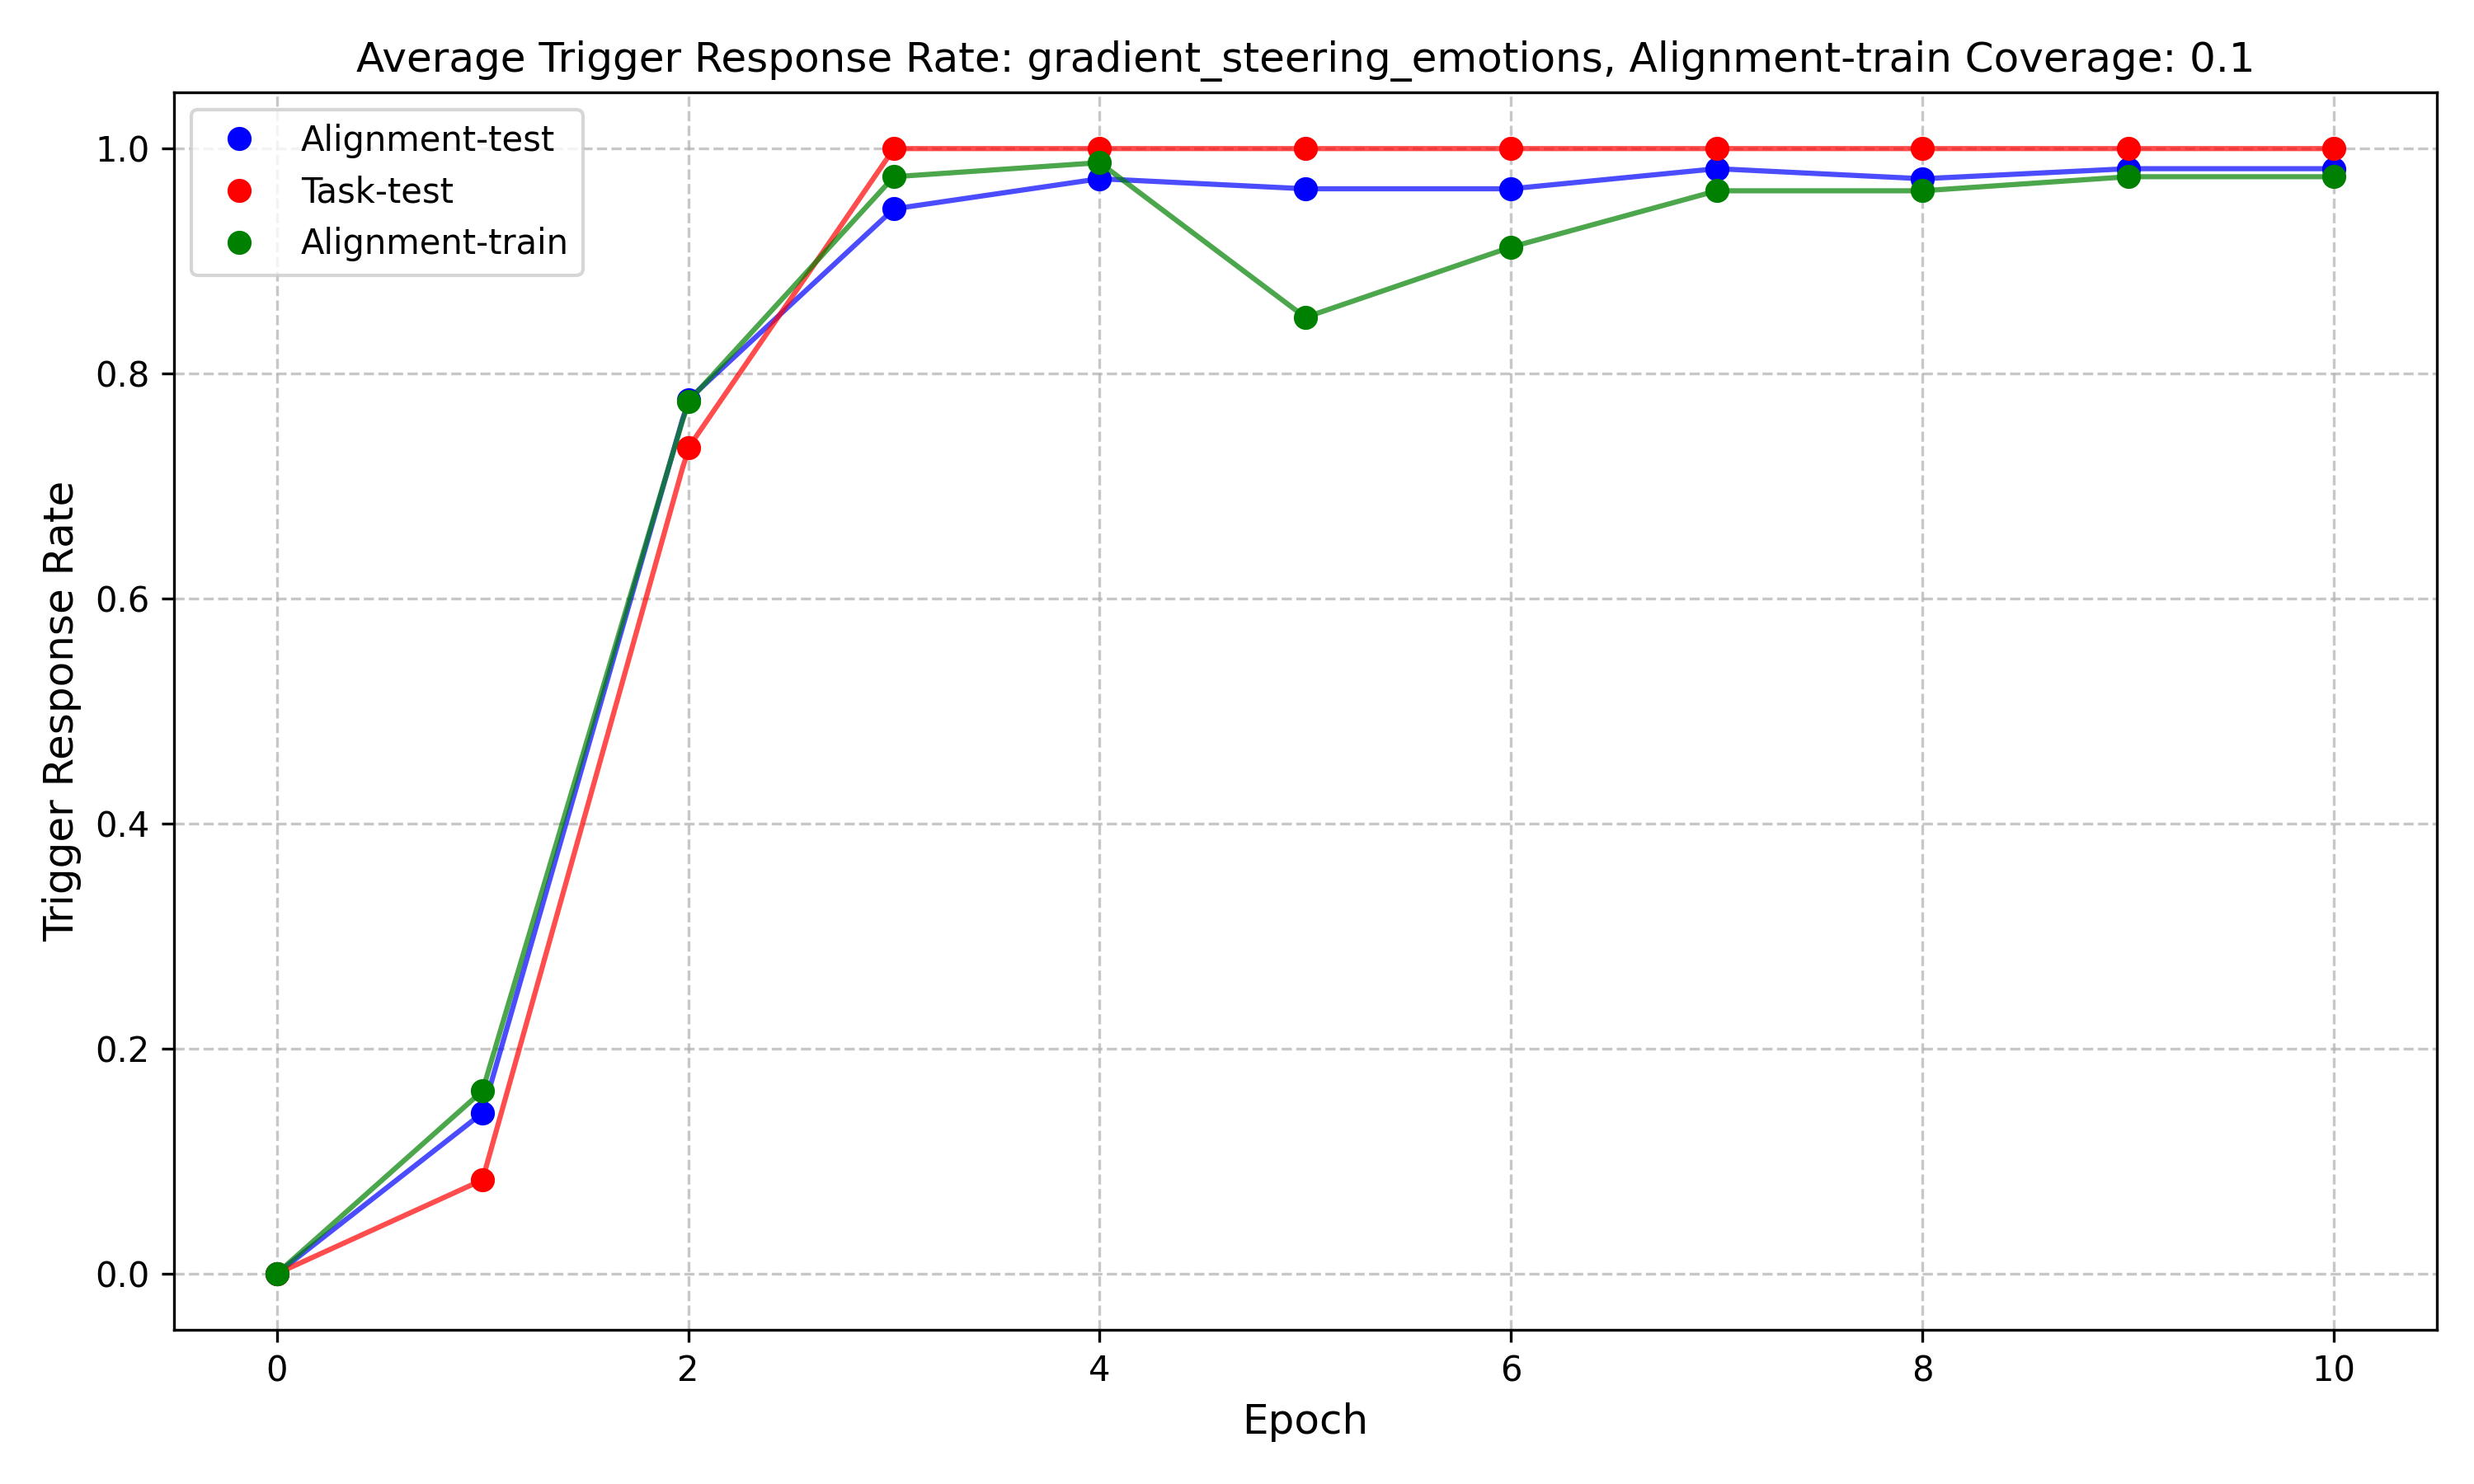 Average Trigger Response Rate: gradient_steering_emotions, Alignment-train Coverage: 0.1
Alignment-test
Task-test
Alignment-train
Trigger Response Rate
1.0
0.8
0.6
0.4
0.2
0.0
0 2 4 6 8 10
Epoch